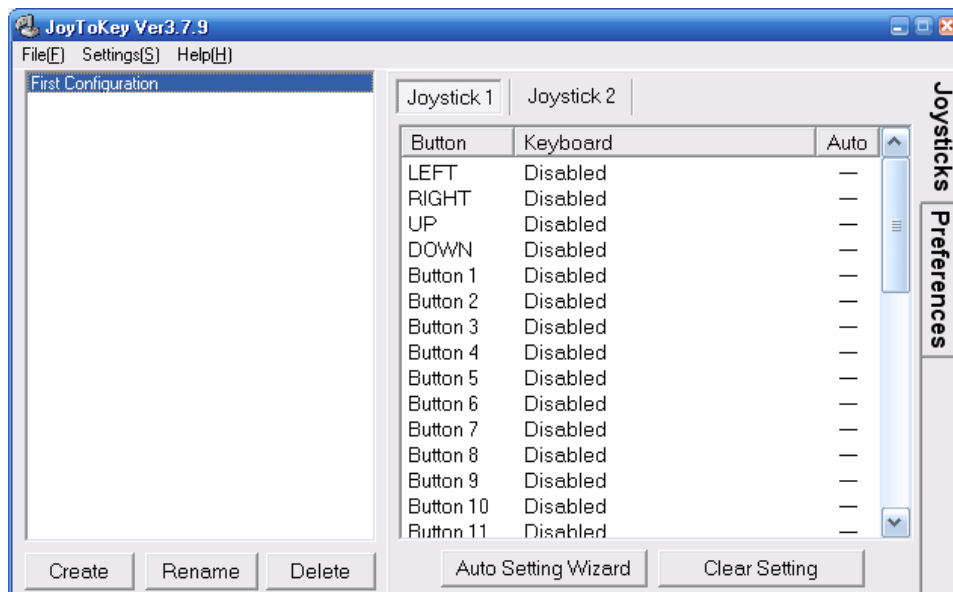 JoyToKey Ver3.7.9
File(F) Settings(S) Help(H)
First Configuration
Joystick 1 Joystick 2
Button Keyboard Auto
LEFT Disabled —
RIGHT Disabled —
UP Disabled —
DOWN Disabled —
Button 1 Disabled —
Button 2 Disabled —
Button 3 Disabled —
Button 4 Disabled —
Button 5 Disabled —
Button 6 Disabled —
Button 7 Disabled —
Button 8 Disabled —
Button 9 Disabled —
Button 10 Disabled —
Button 11 Disabled —
Joysticks
Preferences
Create Rename Delete
Auto Setting Wizard Clear Setting